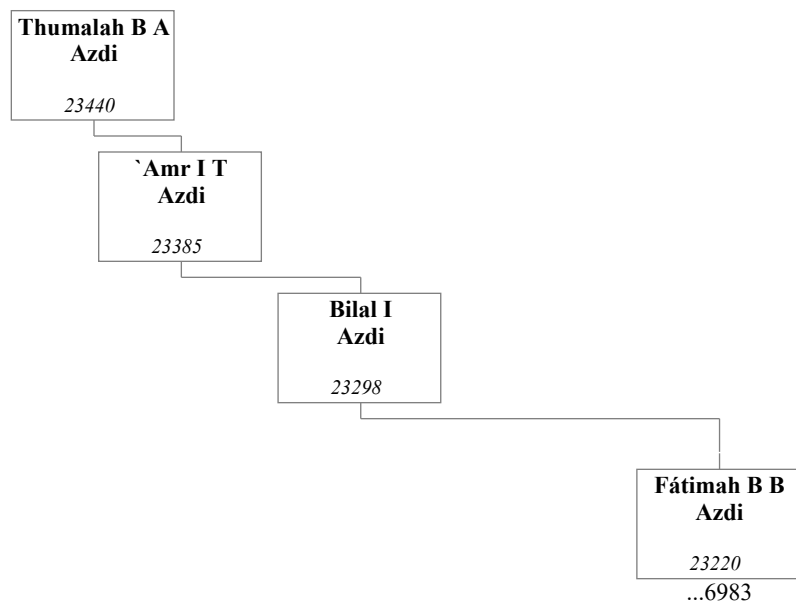 Thumalah B A
Azdi
23440
`Amr I T
Azdi
23385
Bilal I
Azdi
23298
Fátimah B B
Azdi
23220
...6983